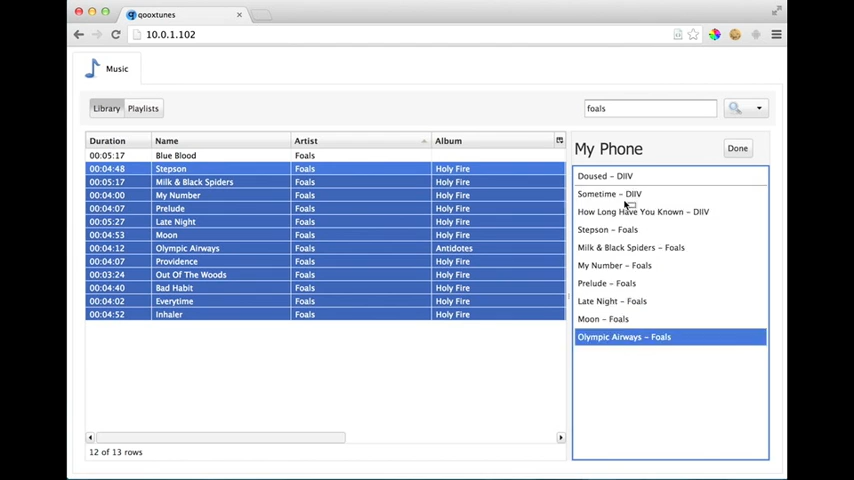 qooxtunes
10.0.1.102
Music
Library Playlists
foals
Duration Name Artist Album
00:05:17 Blue Blood Foals
00:04:48 Stepson Foals Holy Fire
00:05:17 Milk & Black Spiders Foals Holy Fire
00:04:00 My Number Foals Holy Fire
00:04:07 Prelude Foals Holy Fire
00:05:27 Late Night Foals Holy Fire
00:04:53 Moon Foals Holy Fire
00:04:12 Olympic Airways Foals Antidotes
00:04:07 Providence Foals Holy Fire
00:03:24 Out Of The Woods Foals Holy Fire
00:04:40 Bad Habit Foals Holy Fire
00:04:02 Everytime Foals Holy Fire
00:04:52 Inhaler Foals Holy Fire
12 of 13 rows
My Phone
Done
Doused – DIIV
Sometime – DIIV
How Long Have You Known – DIIV
Stepson – Foals
Milk & Black Spiders – Foals
My Number – Foals
Prelude – Foals
Late Night – Foals
Moon – Foals
Olympic Airways – Foals